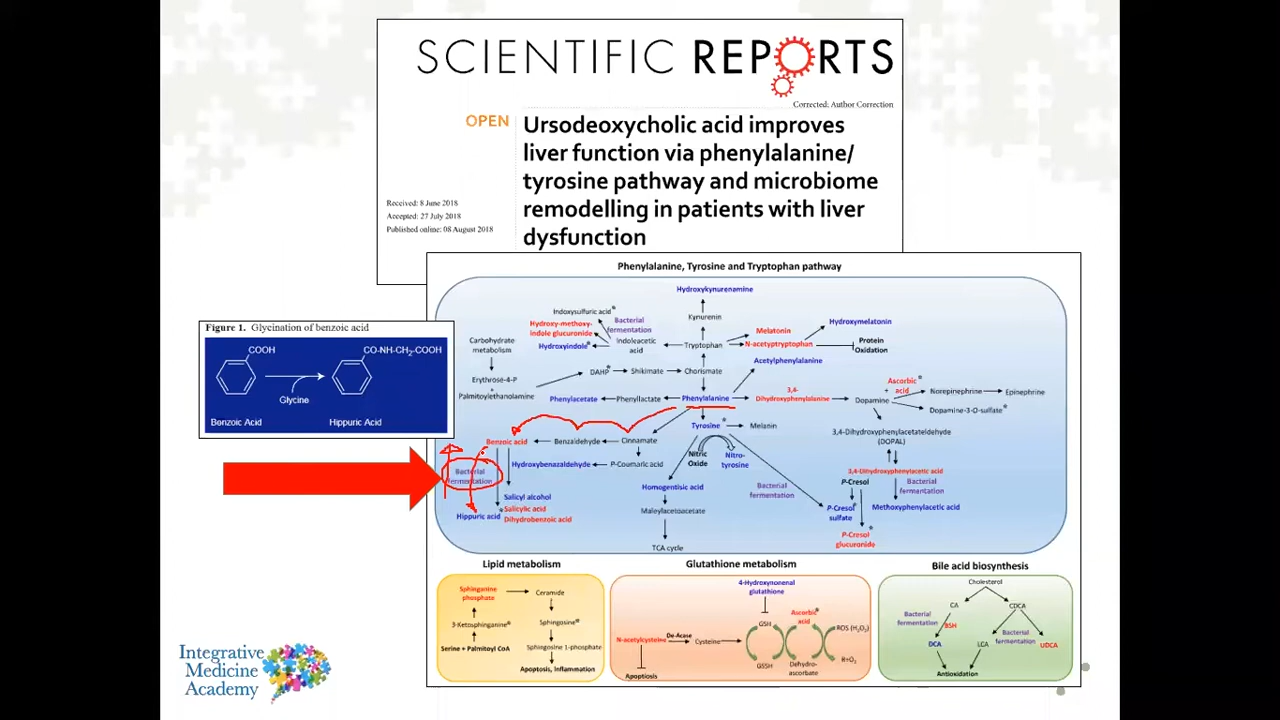 SCIENTIFIC REPORTS
Corrected: Author Correction
OPEN
Ursodeoxycholic acid improves
liver function via phenylalanine/
tyrosine pathway and microbiome
remodelling in patients with liver
dysfunction
Received: 8 June 2018
Accepted: 27 July 2018
Published online: 08 August 2018
Figure 1. Glycination of benzoic acid
COOH
CO-NH-CH₂-COOH
Glycine
Benzoic Acid
Hippuric Acid
Phenylalanine, Tyrosine and Tryptophan pathway
Hydroxykynurenamine
Indoxysulfuric acid*
Kynurenin
Bacterial
fermentation
Hydroxy-methoxy-
indole glucuronide
Hydroxyindole*
Indoleacetic
acid
Tryptophan
Melatonin
N-acetyptryptophan
Hydroxymelatonin
Protein
Oxidation
Carbohydrate
metabolism
Erythrose-4-P
+
Palmitoylethanolamine
DAHP*
Shikimate
Chorismate
Acetylphenylalanine
Phenylacetate
Phenyllactate
Phenylalanine
3,4-
Dihydroxyphenylalanine
Dopamine
Ascorbic*
acid
+
Norepinephrine
Epinephrine
Dopamine-3-O-sulfate*
Tyrosine*
Melanin
Benzoic acid
Benzaldehyde
Cinnamate
3,4-Dihydroxyphenylacetaldehyde
(DOPAL)
Bacterial
fermentation
Hydroxybenzaldehyde
P-Coumaric acid
Nitric
Oxide
Nitro-
tyrosine
3,4-Dihydroxyphenylacetic acid
P-Cresol
Bacterial
fermentation
Homogentisic acid
Bacterial
fermentation
Salicyl alcohol
Hippuric acid*
Salicylic acid
Dihydrobenzoic acid
Maleylacetoacetate
P-Cresol*
sulfate
Methoxyphenylacetic acid
P-Cresol*
glucuronide
TCA cycle
Lipid metabolism
Sphinganine
phosphate
Ceramide
3-Ketosphinganine*
Sphingosine*
Serine + Palmitoyl CoA
Sphingosine 1-phosphate
Apoptosis, Inflammation
Glutathione metabolism
4-Hydroxynonenal
glutathione
GSH
Ascorbic*
acid
ROS (H₂O₂)
N-acetylcysteine
De-Acase
Cysteine
GSSG
Dehydro-
ascorbate
R+O₂
Apoptosis
Bile acid biosynthesis
Cholesterol
CA
CDCA
Bacterial
fermentation
BSH
Bacterial
fermentation
DCA
LCA
UDCA
Antioxidation
Integrative
Medicine
Academy